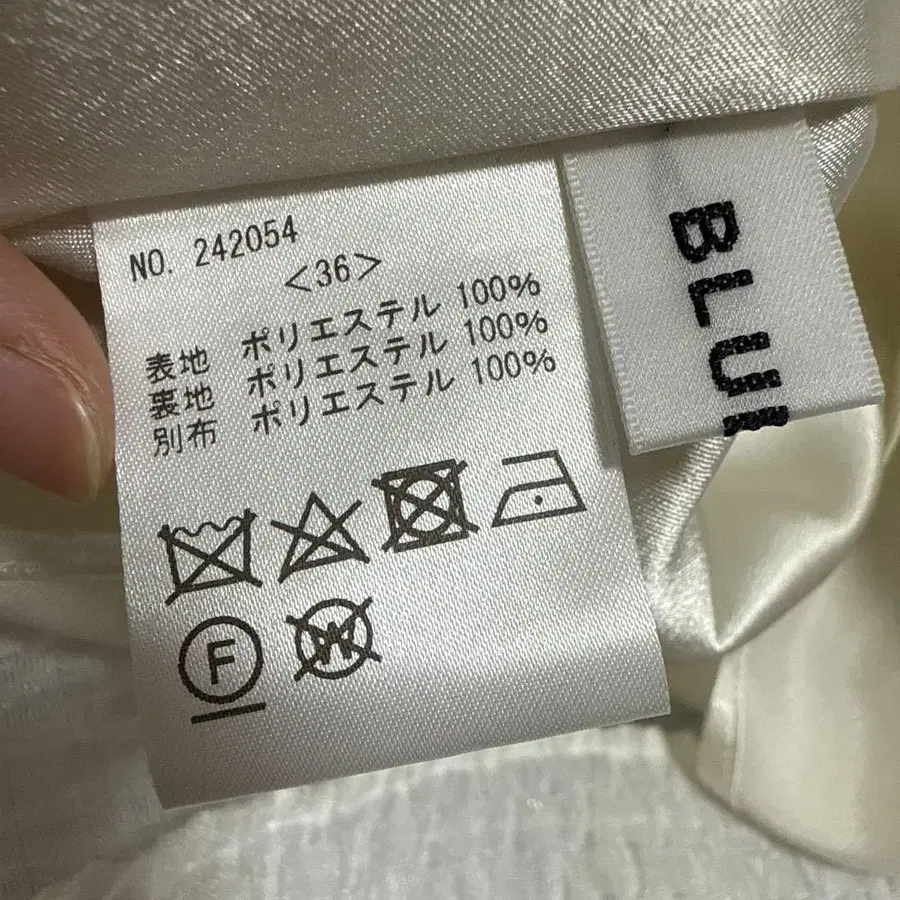 NO. 242054
<36>
表地 ポリエステル 100%
裏地 ポリエステル 100%
別布 ポリエステル 100%
F
W
BLU